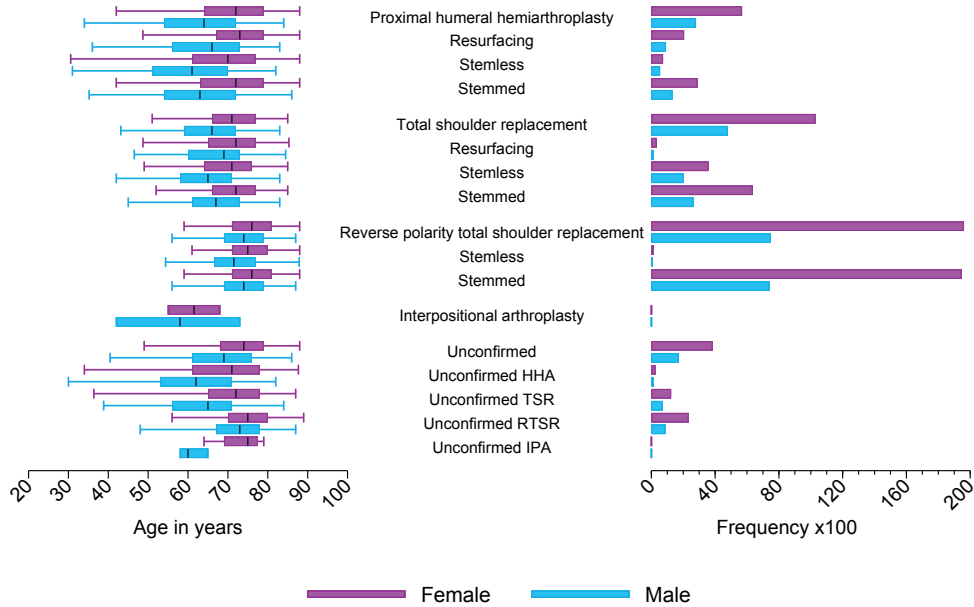 Proximal humeral hemiarthroplasty
Resurfacing
Stemless
Stemmed
Total shoulder replacement
Resurfacing
Stemless
Stemmed
Reverse polarity total shoulder replacement
Stemless
Stemmed
Interpositional arthroplasty
Unconfirmed
Unconfirmed HHA
Unconfirmed TSR
Unconfirmed RTSR
Unconfirmed IPA
20 30 40 50 60 70 80 90 100
Age in years
0 40 80 120 160 200
Frequency x100
Female Male